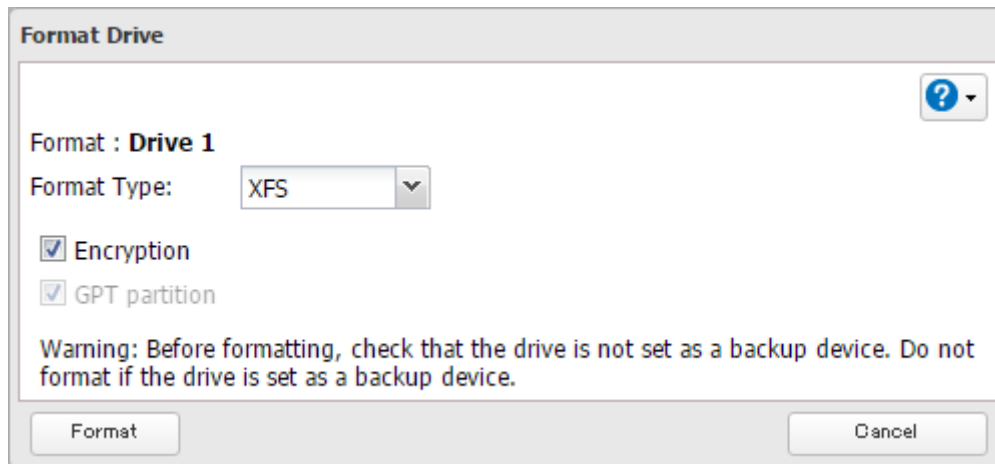 Format Drive
?
Format : Drive 1
Format Type: XFS
Encryption
GPT partition
Warning: Before formatting, check that the drive is not set as a backup device. Do not
format if the drive is set as a backup device.
Format Cancel